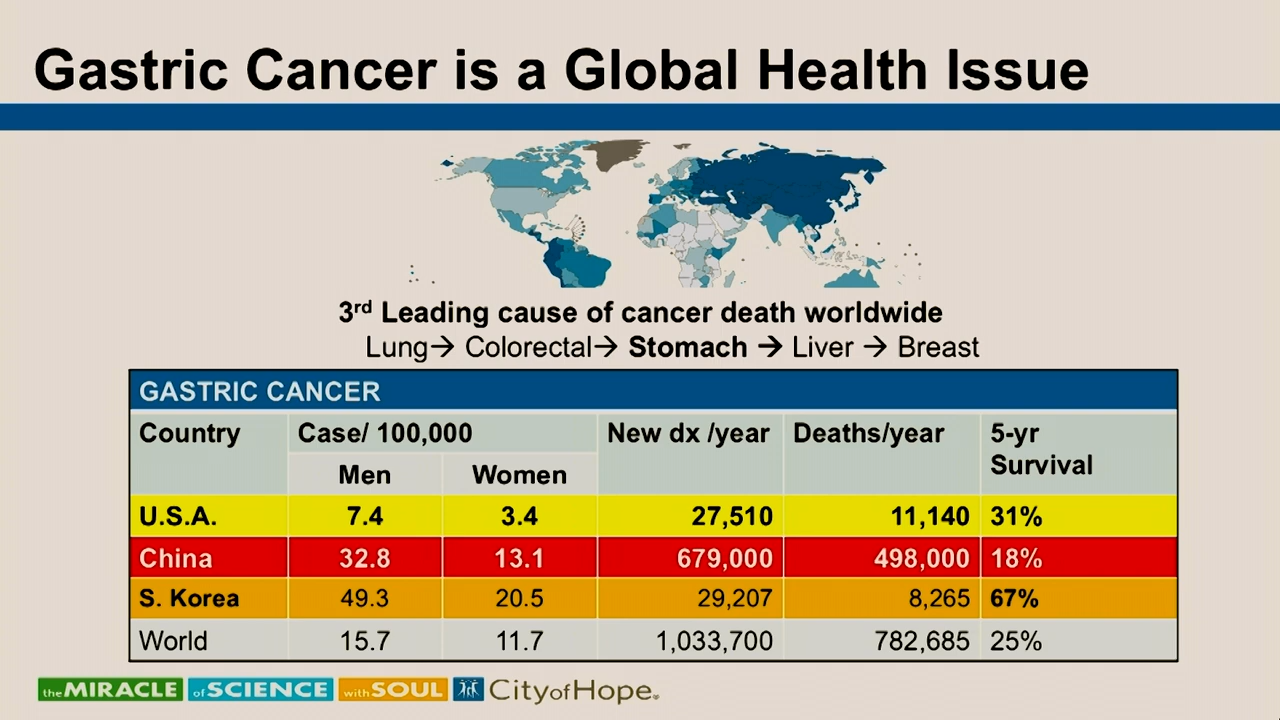 Gastric Cancer is a Global Health Issue
3rd Leading cause of cancer death worldwide
Lung→ Colorectal→ Stomach → Liver → Breast
GASTRIC CANCER
Country Case/ 100,000 New dx /year Deaths/year 5-yr Survival
Men Women
U.S.A. 7.4 3.4 27,510 11,140 31%
China 32.8 13.1 679,000 498,000 18%
S. Korea 49.3 20.5 29,207 8,265 67%
World 15.7 11.7 1,033,700 782,685 25%
the MIRACLE of SCIENCE with SOUL CityofHope®